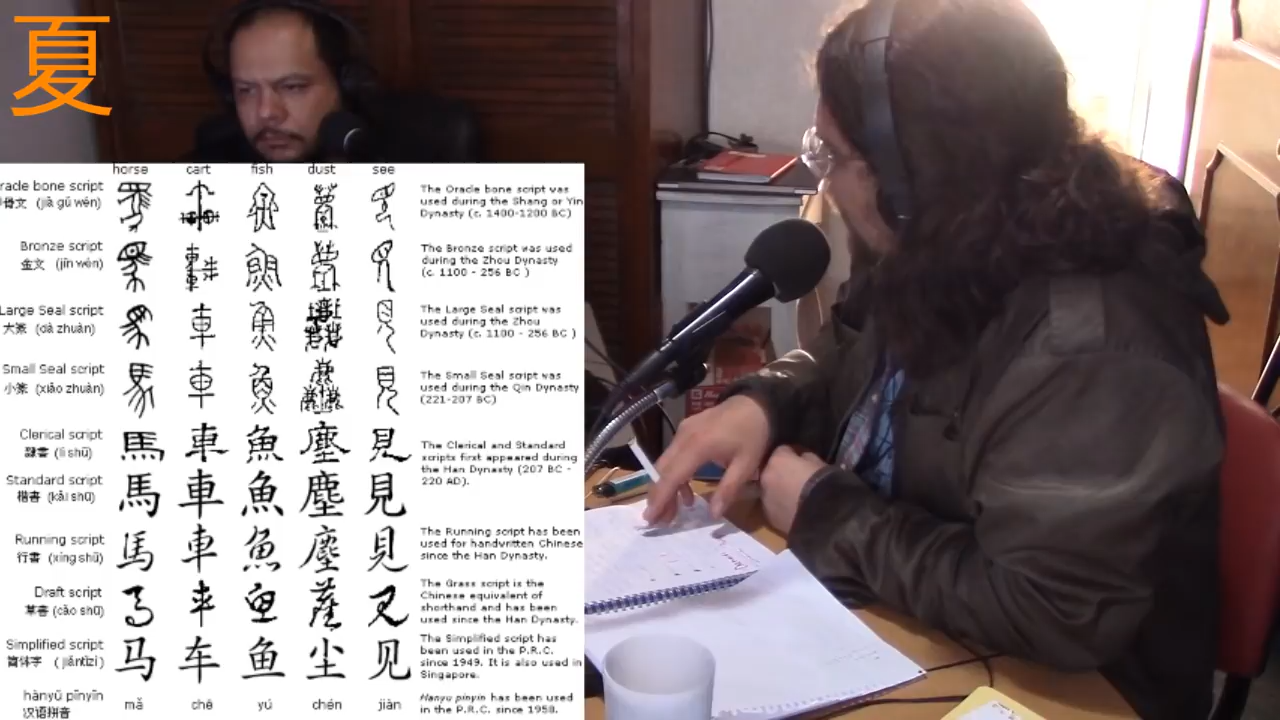 夏
horse cart fish dust see
racle bone script
骨文 (jiǎ gǔ wén)
The Oracle bone script was
used during the Shang or Yin
Dynasty (c. 1400-1200 BC)
Bronze script
金文 (jīn wén)
The Bronze script was used
during the Zhou Dynasty
(c. 1100 - 256 BC )
Large Seal script
大篆 (dà zhuàn)
The Large Seal script was
used during the Zhou
Dynasty (c. 1100 - 256 BC )
Small Seal script
小篆 (xiǎo zhuàn)
The Small Seal script was
used during the Qin Dynasty
(221-207 BC)
Clerical script
隸書 (lì shū)
馬 車 魚 塵 見
The Clerical and Standard
scripts first appeared during
the Han Dynasty (207 BC -
220 AD).
Standard script
楷書 (kǎi shū)
馬 車 魚 塵 見
Running script
行書 (xíng shū)
馬 車 魚 塵 見
The Running script has been
used for handwritten Chinese
since the Han Dynasty.
Draft script
草書 (cǎo shū)
The Grass script is the
Chinese equivalent of
shorthand and has been
used since the Han Dynasty.
Simplified script
简体字 (jiǎntǐzì)
马 车 鱼 尘 见
The Simplified script has
been used in the P.R.C.
since 1949. It is also used in
Singapore.
hànyǔ pīnyīn
汉语拼音
mǎ chē yú chén jiàn
Hanyu pinyin has been used
in the P.R.C. since 1958.